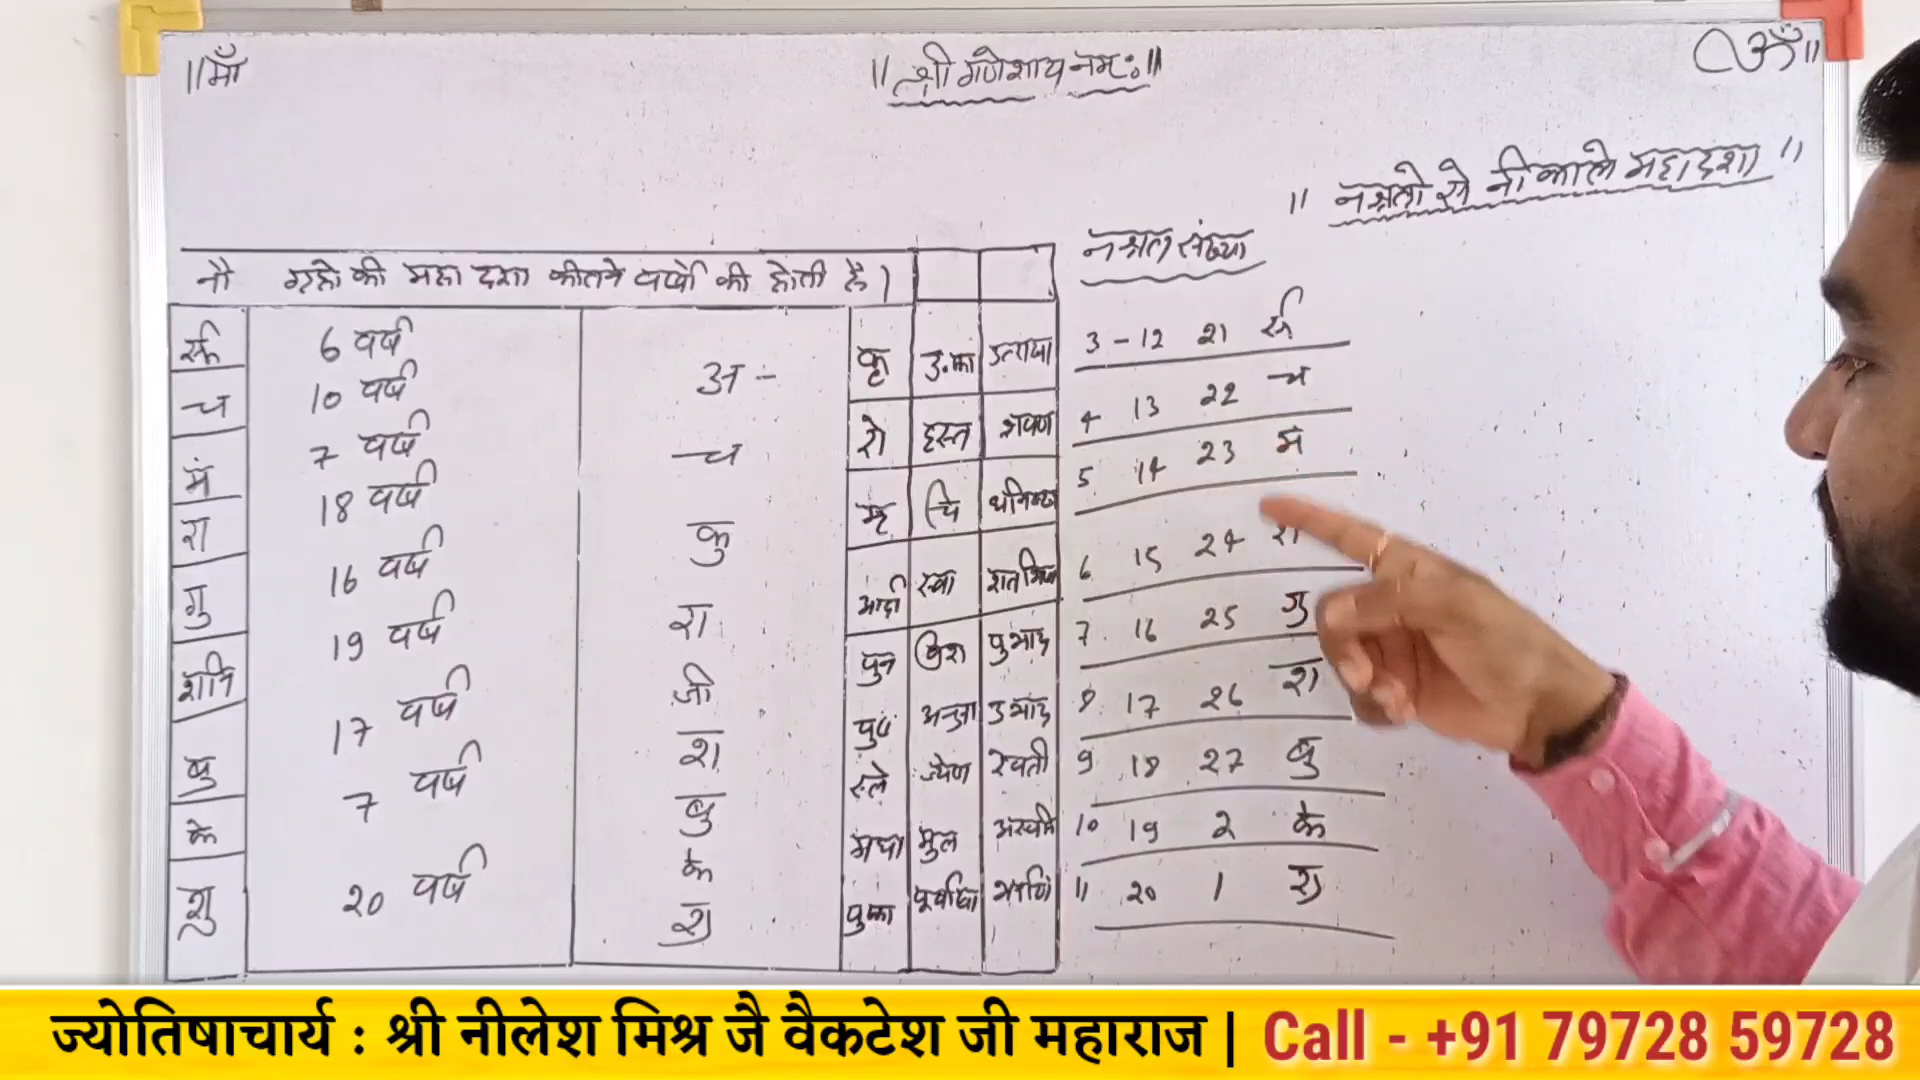 ॥माँ
॥ श्री गणेशाय नमः॥
ॐ॥
॥ नक्षत्रो से नीकाले महादशा ॥
नौ ग्रहो की महा दशा कीतने वर्षो की होती है।
नक्षत्र संख्या
सू 6 वर्ष
च 10 वर्ष
मं 7 वर्ष
रा 18 वर्ष
गु 16 वर्ष
शनि 19 वर्ष
बु 17 वर्ष
के 7 वर्ष
शु 20 वर्ष
अ -
च
कु
रा
जी
श
बु
के
शु
कृ उ.फा उत्तराषा 3 - 12 21 सू
रो हस्त श्रवण 4 13 22 च
मृ चि धनिष्ठा 5 14 23 मं
आर्द्रा स्वा शतभिषा 6 15 24 रा
पुन विशा पुभाद्र 7 16 25 गु
पुष्य अनुुरा उभाद्र 8 17 26 श
श्ले ज्येष्ठा रेवती 9 18 27 बु
मघा मुल अश्वनि 10 19 2 के
पुफा पूर्वाषा भरणि 11 20 1 शु
ज्योतिषाचार्य : श्री नीलेश मिश्र जै वैकटेश जी महाराज | Call - +91 79728 59728